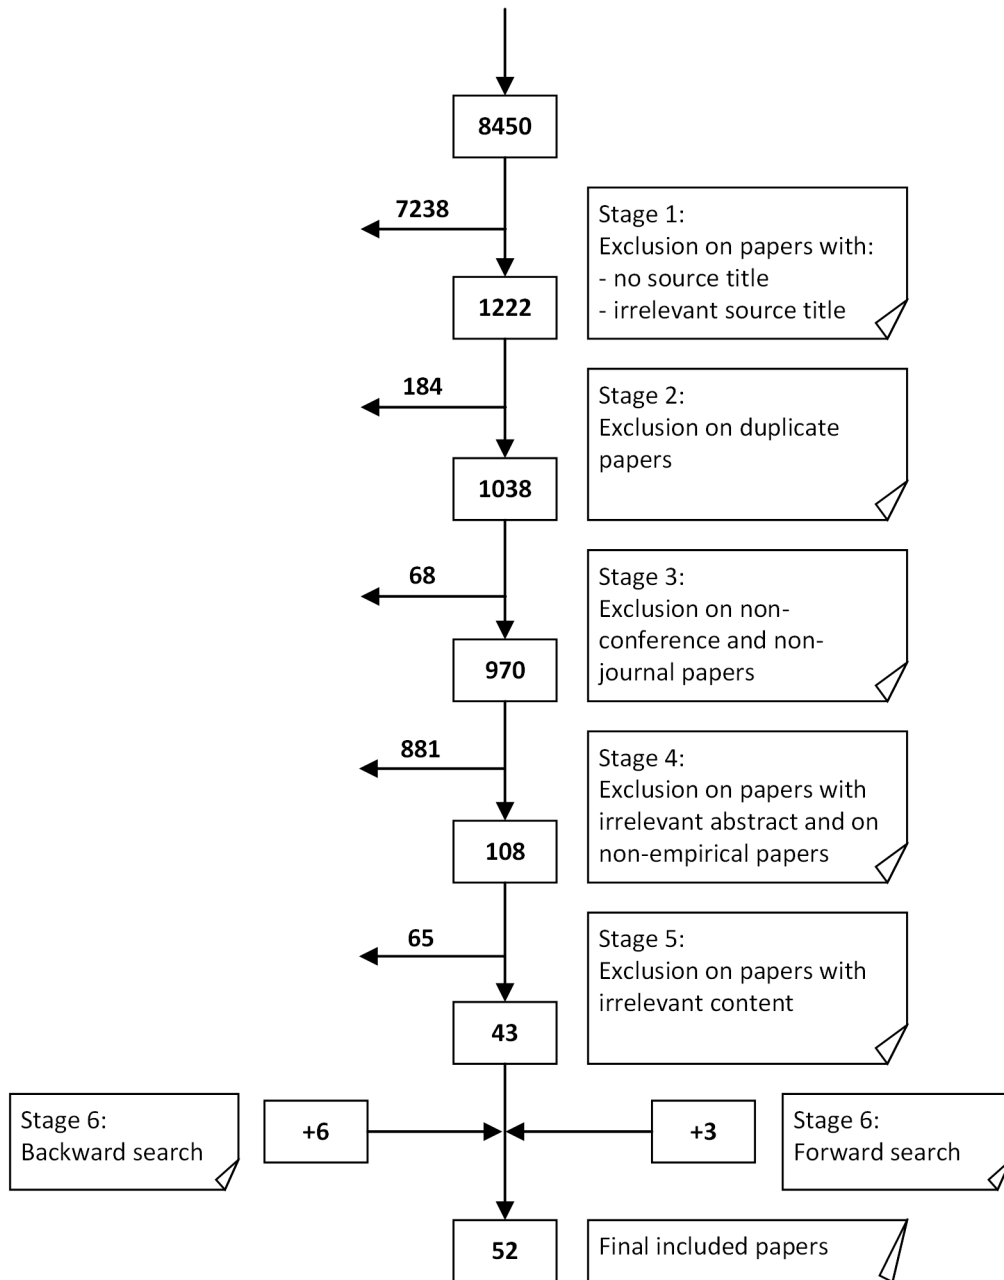 8450
7238
Stage 1:
Exclusion on papers with:
- no source title
- irrelevant source title
1222
184
Stage 2:
Exclusion on duplicate
papers
1038
68
Stage 3:
Exclusion on non-
conference and non-
journal papers
970
881
Stage 4:
Exclusion on papers with
irrelevant abstract and on
non-empirical papers
108
65
Stage 5:
Exclusion on papers with
irrelevant content
43
Stage 6:
Backward search
+6
+3
Stage 6:
Forward search
52
Final included papers